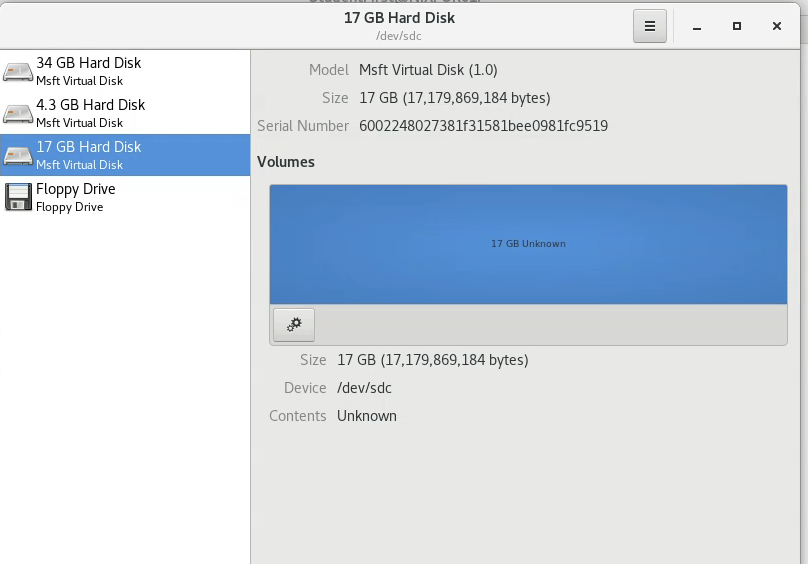 17 GB Hard Disk
/dev/sdc
34 GB Hard Disk
Msft Virtual Disk
4.3 GB Hard Disk
Msft Virtual Disk
17 GB Hard Disk
Msft Virtual Disk
Floppy Drive
Floppy Drive
Model Msft Virtual Disk (1.0)
Size 17 GB (17,179,869,184 bytes)
Serial Number 6002248027381f31581bee0981fc9519
Volumes
17 GB Unknown
Size 17 GB (17,179,869,184 bytes)
Device /dev/sdc
Contents Unknown